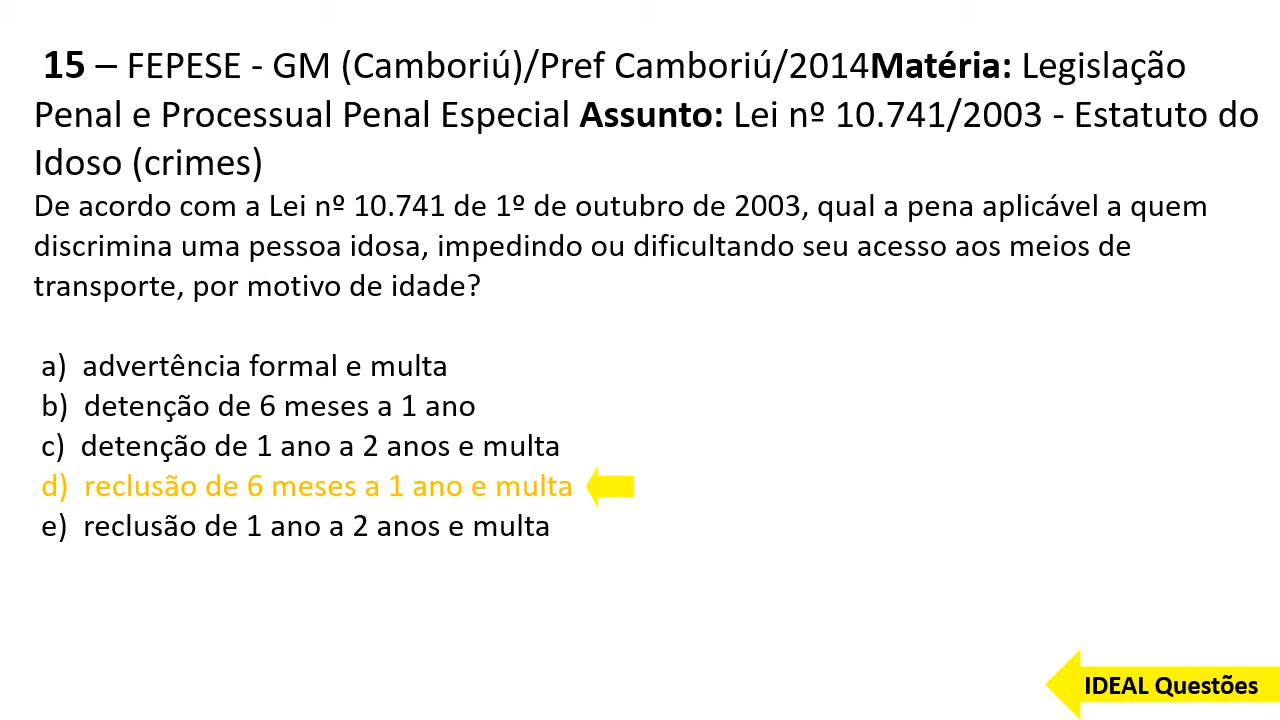 15 – FEPESE - GM (Camboriú)/Pref Camboriú/2014Matéria: Legislação
Penal e Processual Penal Especial Assunto: Lei nº 10.741/2003 - Estatuto do
Idoso (crimes)
De acordo com a Lei nº 10.741 de 1º de outubro de 2003, qual a pena aplicável a quem
discrimina uma pessoa idosa, impedindo ou dificultando seu acesso aos meios de
transporte, por motivo de idade?
a) advertência formal e multa
b) detenção de 6 meses a 1 ano
c) detenção de 1 ano a 2 anos e multa
d) reclusão de 6 meses a 1 ano e multa
e) reclusão de 1 ano a 2 anos e multa
IDEAL Questões